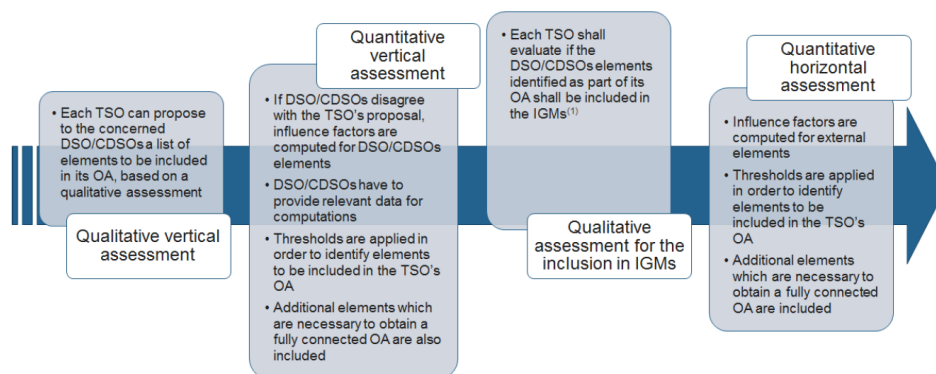 • Each TSO can propose
to the concerned
DSO/CDSOs a list of
elements to be included
in its OA, based on a
qualitative assessment
Qualitative vertical
assessment
Quantitative
vertical assessment
• If DSO/CDSOs disagree
with the TSO's proposal,
influence factors are
computed for DSO/CDSOs
elements
• DSO/CDSOs have to
provide relevant data for
computations
• Thresholds are applied in
order to identify elements
to be included in the TSO's
OA
• Additional elements which
are necessary to obtain a
fully connected OA are also
included
• Each TSO shall
evaluate if the
DSO/CDSOs elements
identified as part of its
OA shall be included in
the IGMs(1)
Qualitative
assessment for the
inclusion in IGMs
Quantitative
horizontal
assessment
• Influence factors are
computed for external
elements
• Thresholds are applied
in order to identify
elements to be
included in the TSO's
OA
• Additional elements
which are necessary to
obtain a fully connected
OA are included